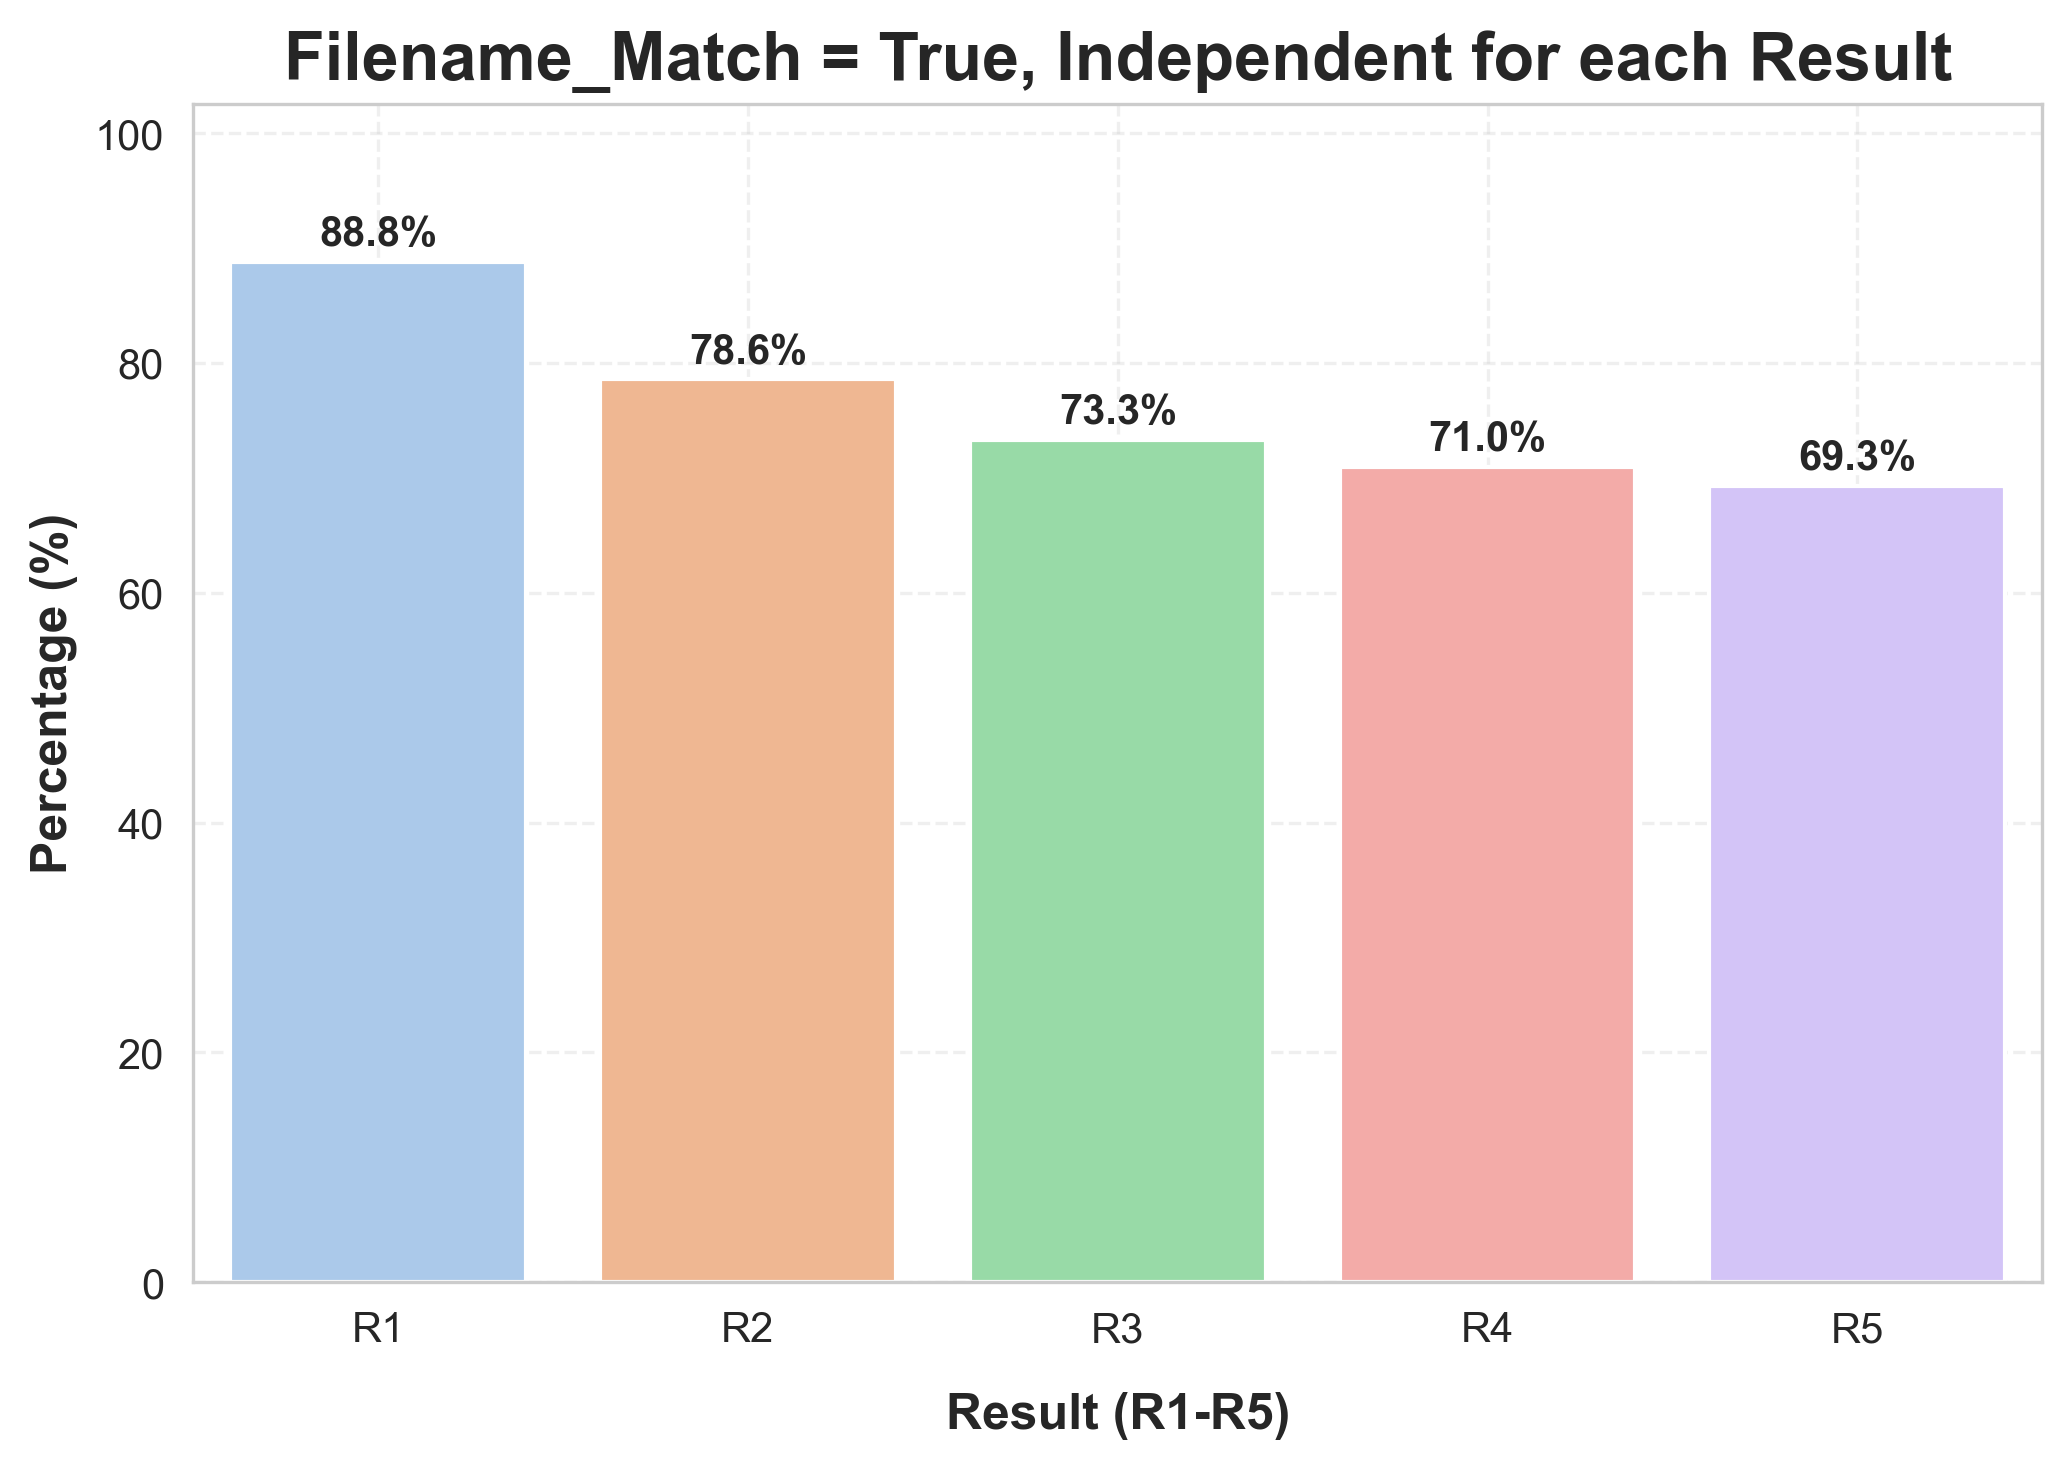 Filename_Match = True, Independent for each Result
100
80
60
40
20
0
Percentage (%)
88.8%
78.6%
73.3%
71.0%
69.3%
R1
R2
R3
R4
R5
Result (R1-R5)